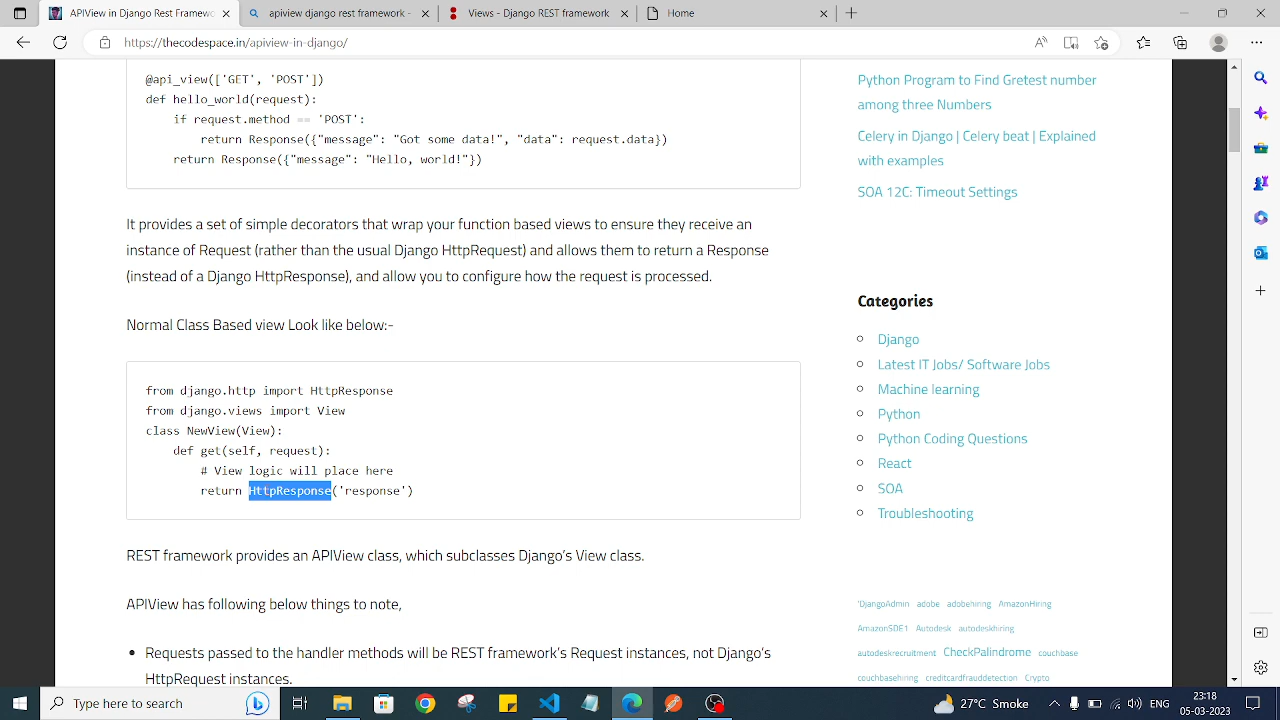 APIView in REST Framewo
apiview django rest framework -
Views - Django REST framework
Home
https://thecodespace.in/apiview-in-django/
@api_view(['GET', 'POST'])
def hello_world(request):
if request.method == 'POST':
return Response({"message": "Got some data!", "data": request.data})
return Response({"message": "Hello, world!"})
It provides a set of simple decorators that wrap your function based views to ensure they receive an
instance of Request (rather than the usual Django HttpRequest) and allows them to return a Response
(instead of a Django HttpResponse), and allow you to configure how the request is processed.
Normal Class Based view Look like below:-
from django.http import HttpResponse
from django.views import View
class NewView(View):
def get(self, request):
# View logic will place here
return HttpResponse('response')
REST framework provides an APIView class, which subclasses Django's View class.
APIView has following below things to note,
Requests passed to the handler methods will be REST framework's Request instances, not Django's
HttpRequest instances.
Python Program to Find Gretest number
among three Numbers
Celery in Django | Celery beat | Explained
with examples
SOA 12C: Timeout Settings
Categories
Django
Latest IT Jobs/ Software Jobs
Machine learning
Python
Python Coding Questions
React
SOA
Troubleshooting
'DjangoAdmin adobe adobehiring AmazonHiring
AmazonSDE1 Autodesk autodeskhiring
autodeskrecruitment CheckPalindrome couchbase
couchbasehiring creditcardfrauddetection Crypto
Type here to search
27°C
ENG
23:18
05-03-2023